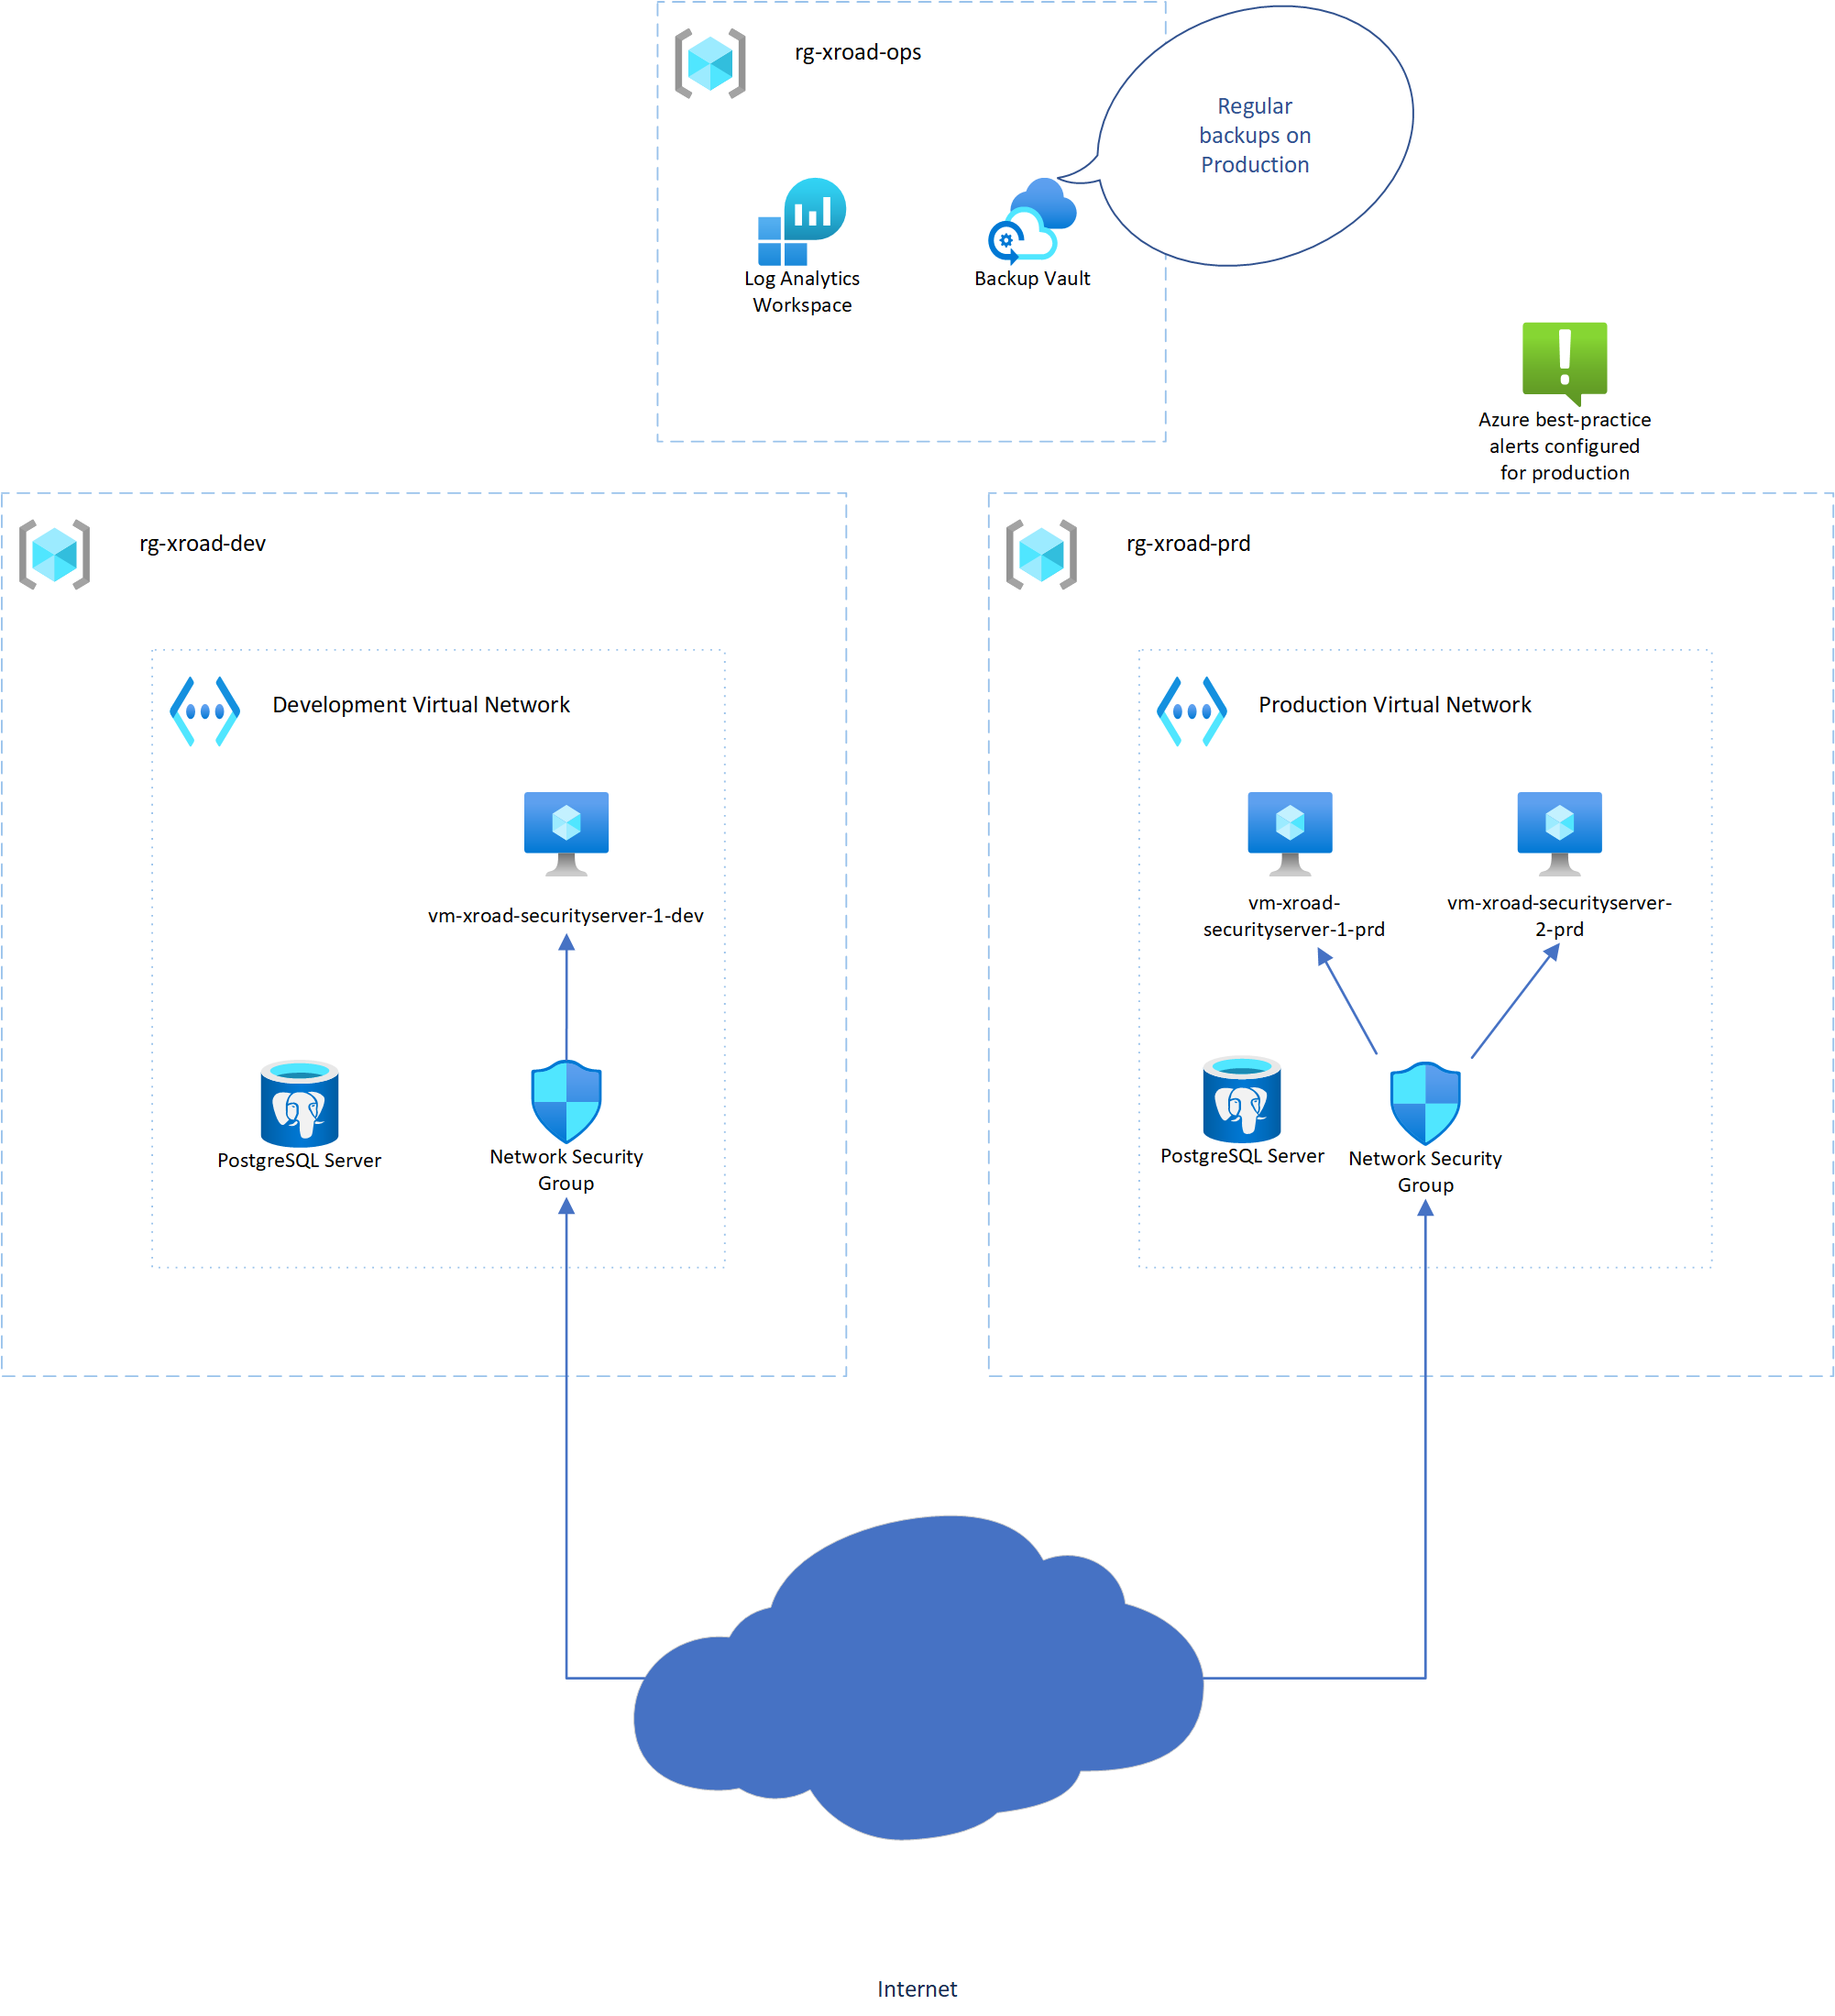 rg-xroad-ops
Regular
backups on
Production
Log Analytics
Workspace
Backup Vault
Azure best-practice
alerts configured
for production
rg-xroad-dev
rg-xroad-prd
Development Virtual Network
Production Virtual Network
vm-xroad-securityserver-1-dev
vm-xroad-
securityserver-1-prd
vm-xroad-securityserver-
2-prd
PostgreSQL Server
Network Security
Group
PostgreSQL Server
Network Security
Group
Internet